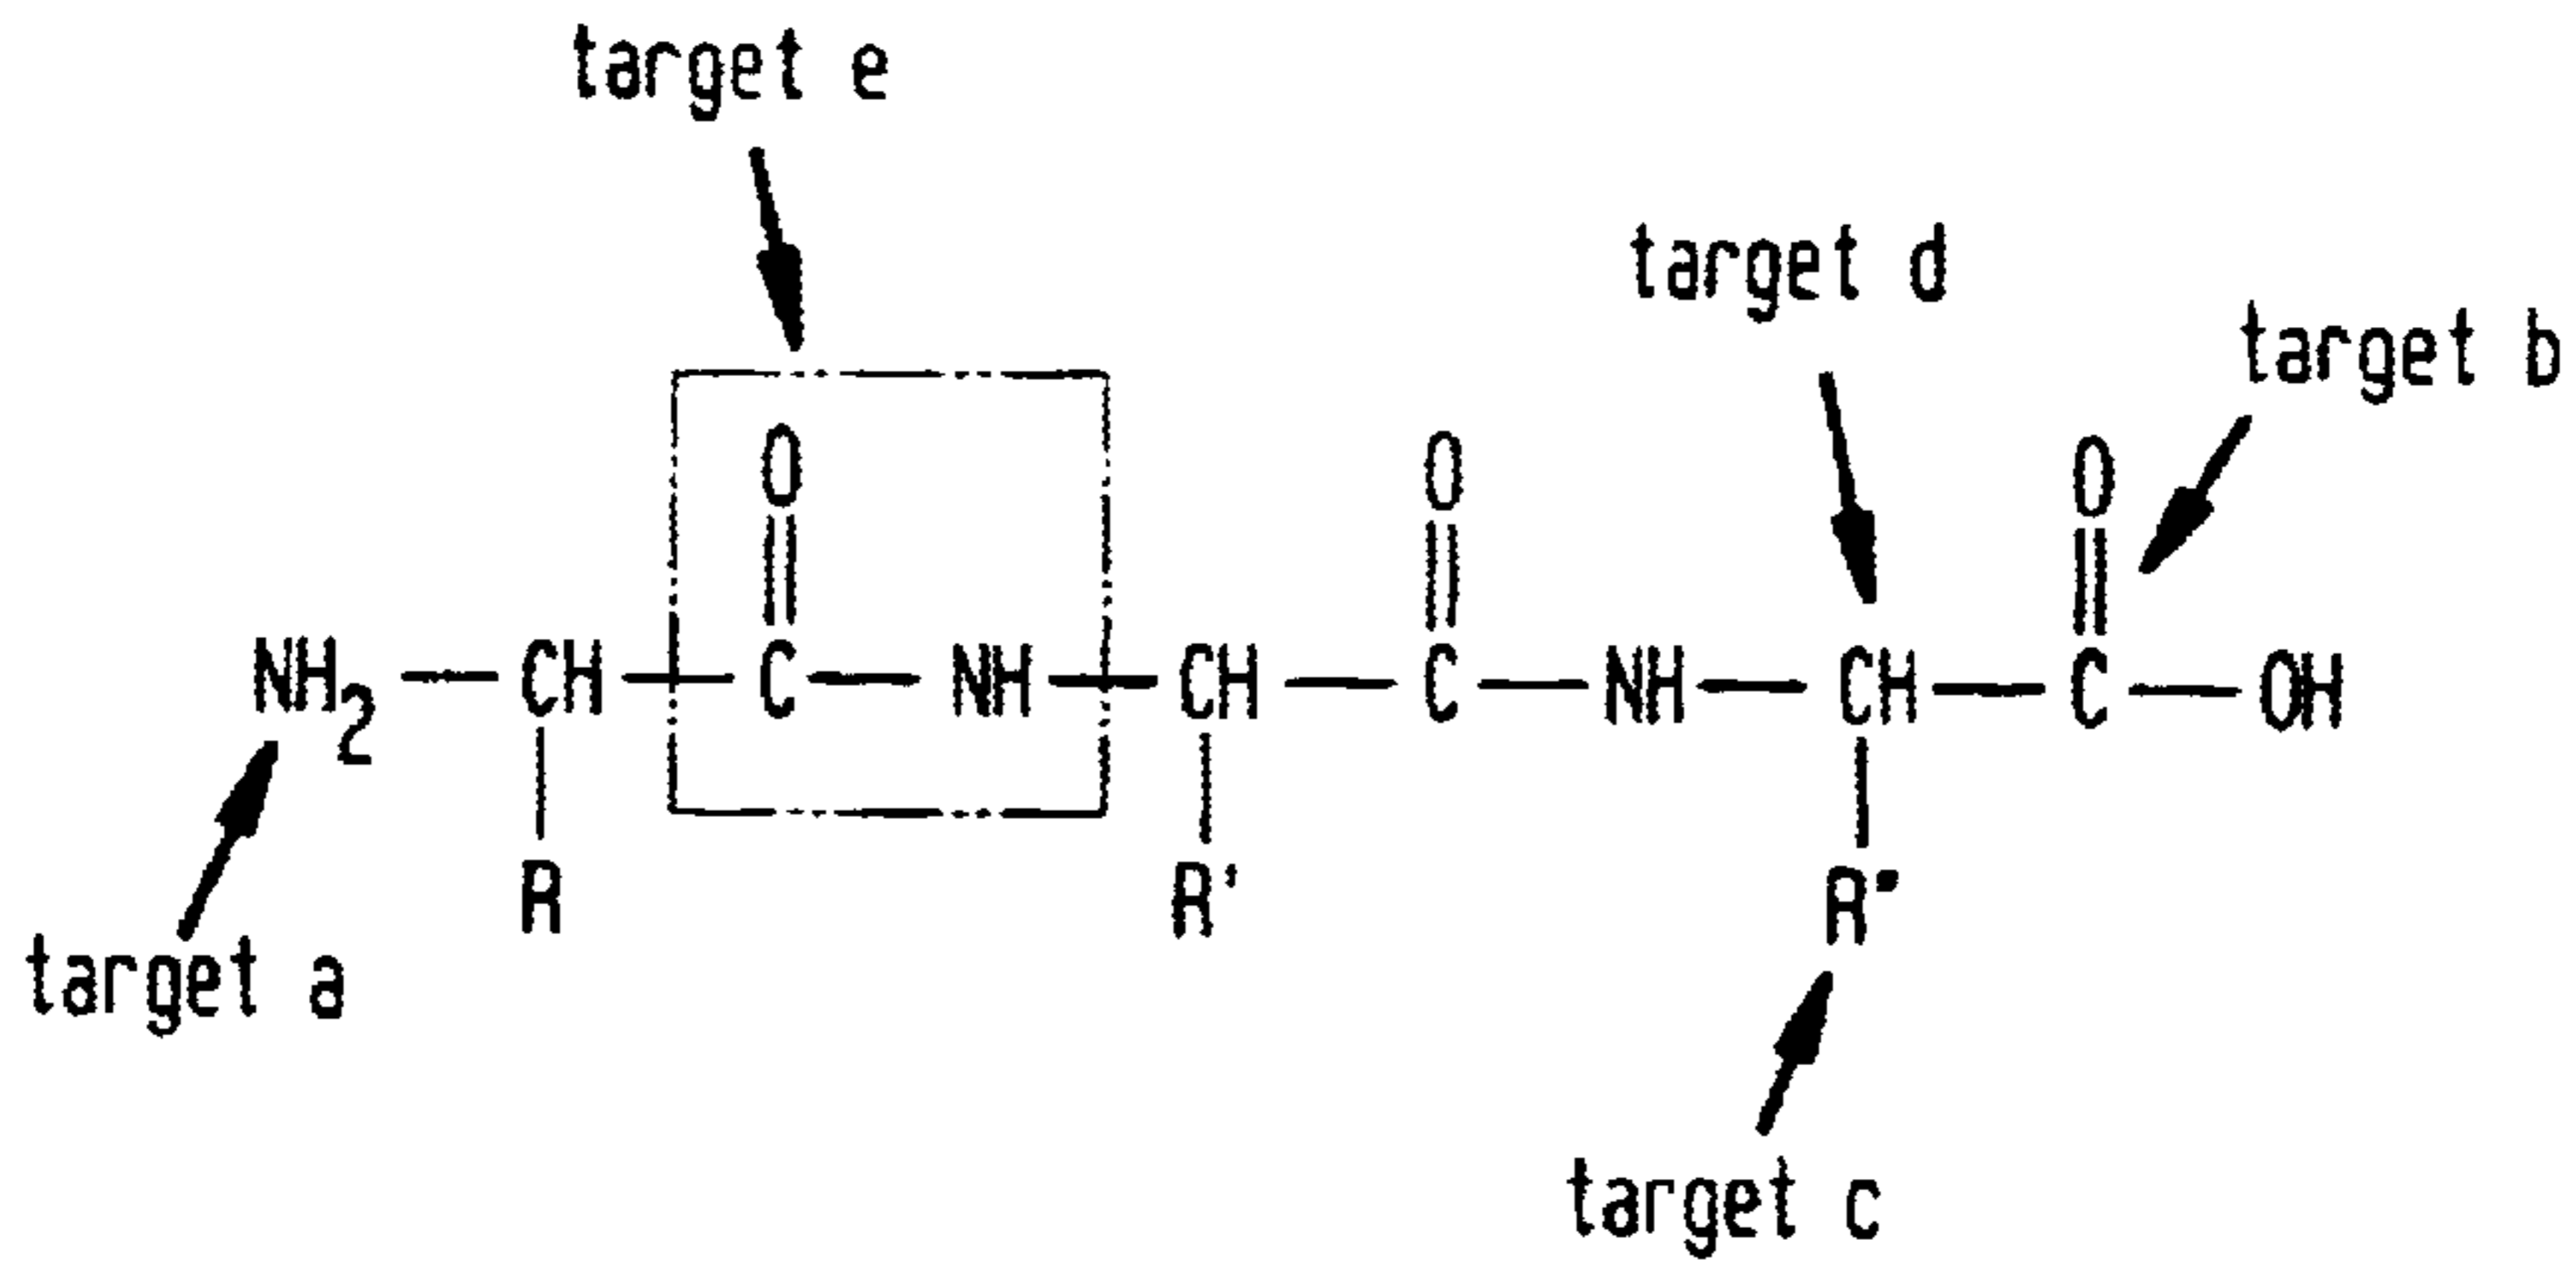 target e
target d
target b
O O O
NH2 CH C NH CH C NH CH C OH
R R' R"
target a
target c